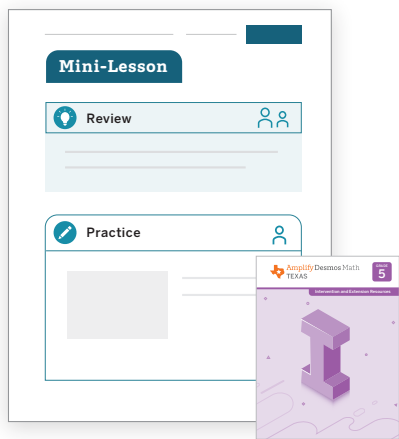 Mini-Lesson
Review
Practice
Amplify Desmos Math
TEXAS
GRADE
5
Intervention and Extension Resources